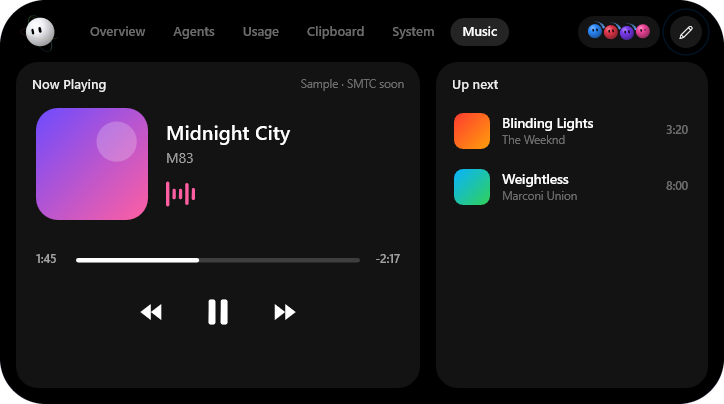 Overview Agents Usage Clipboard System Music
Now Playing
Sample · SMTC soon
Midnight City
M83
1:45
-2:17
Up next
Blinding Lights
The Weeknd
3:20
Weightless
Marconi Union
8:00